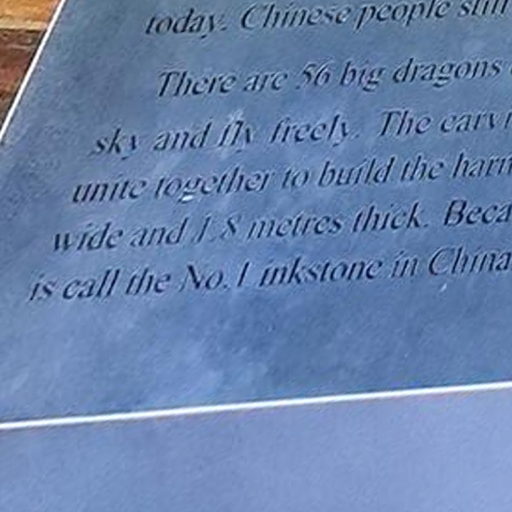 today. Chinese people still
There are 56 big dragons
sky and fly freely. The
unite together to build the
wide and 1.8 metres thick.
is call the No.1 inkstone in China